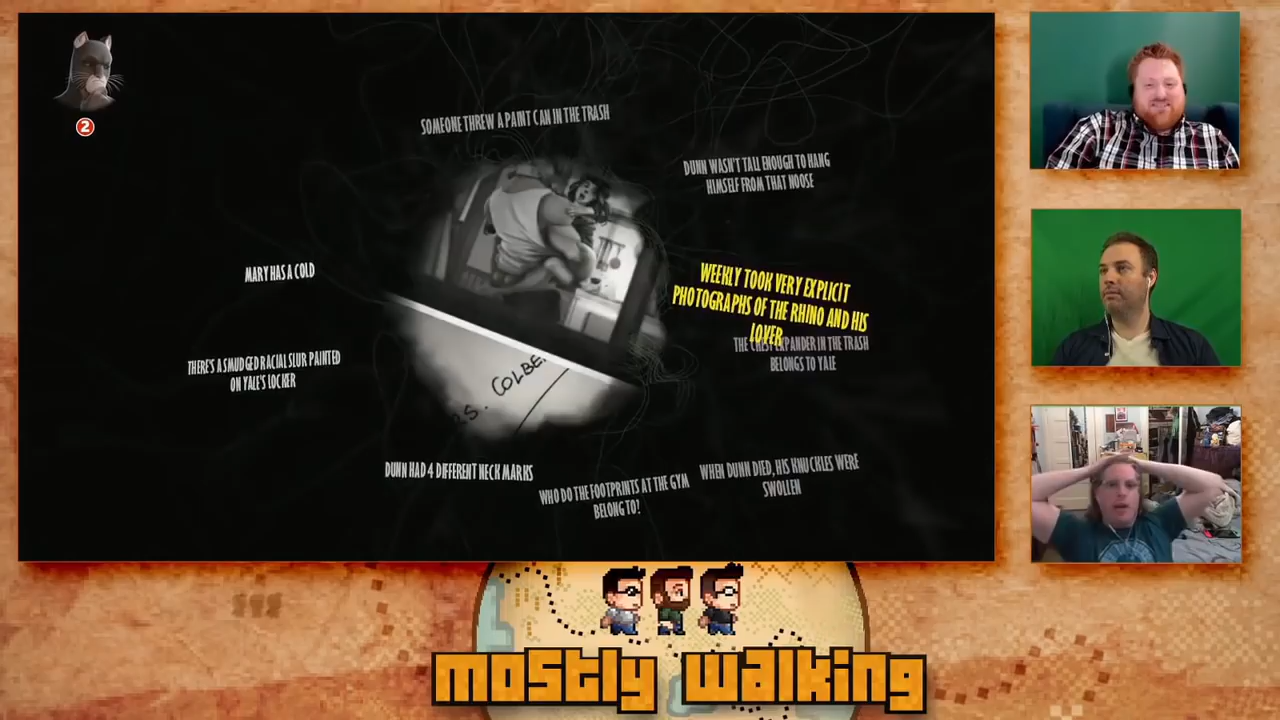 2
SOMEONE THREW A PAINT CAN IN THE TRASH
DUNN WASN'T TALL ENOUGH TO HANG
HIMSELF FROM THAT NOOSE
MARY HAS A COLD
WEEKLY TOOK VERY EXPLICIT
PHOTOGRAPHS OF THE RHINO AND HIS
LOVER
THE CHEST EXPANDER IN THE TRASH
BELONGS TO YALE
THERE'S A SMUDGED RACIAL SLUR PAINTED
ON YALE'S LOCKER
RS. COLBE
DUNN HAD 4 DIFFERENT NECK MARKS
WHO DO THE FOOTPRINTS AT THE GYM
BELONG TO?
WHEN DUNN DIED, HIS KNUCKLES WERE
SWOLLEN
mostly walking